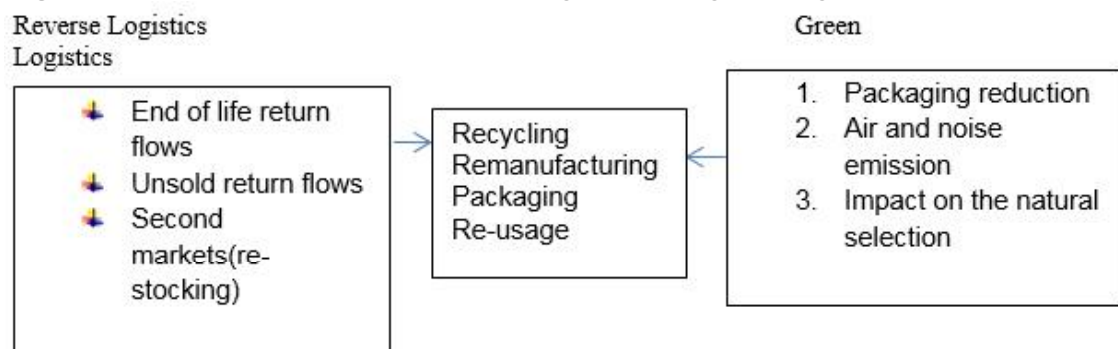 Reverse Logistics
Green
Logistics
End of life return
flows
Unsold return flows
Second
markets(re-
stocking)
Recycling
Remanufacturing
Packaging
Re-usage
1. Packaging reduction
2. Air and noise
emission
3. Impact on the natural
selection